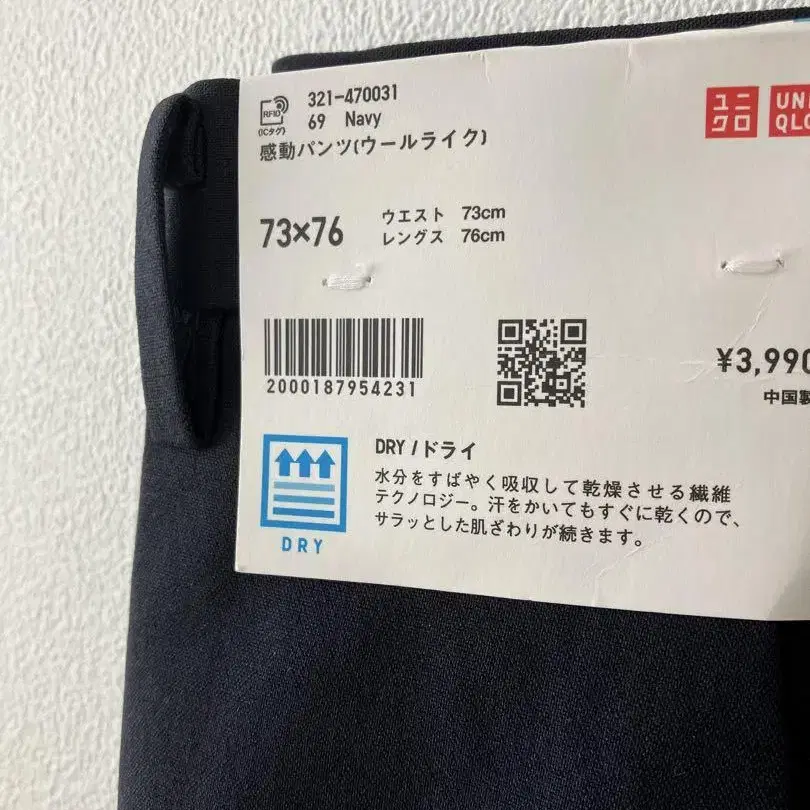 RFID
(ICタグ)
321-470031
69 Navy
感動パンツ(ウールライク)
ユニ
クロ
UNI
QLO
73×76
ウエスト 73cm
レングス 76cm
2000187954231
¥3,990
中国製
DRY
DRY / ドライ
水分をすばやく吸収して乾燥させる繊維
テクノロジー。汗をかいてもすぐに乾くので、
サラッとした肌ざわりが続きます。